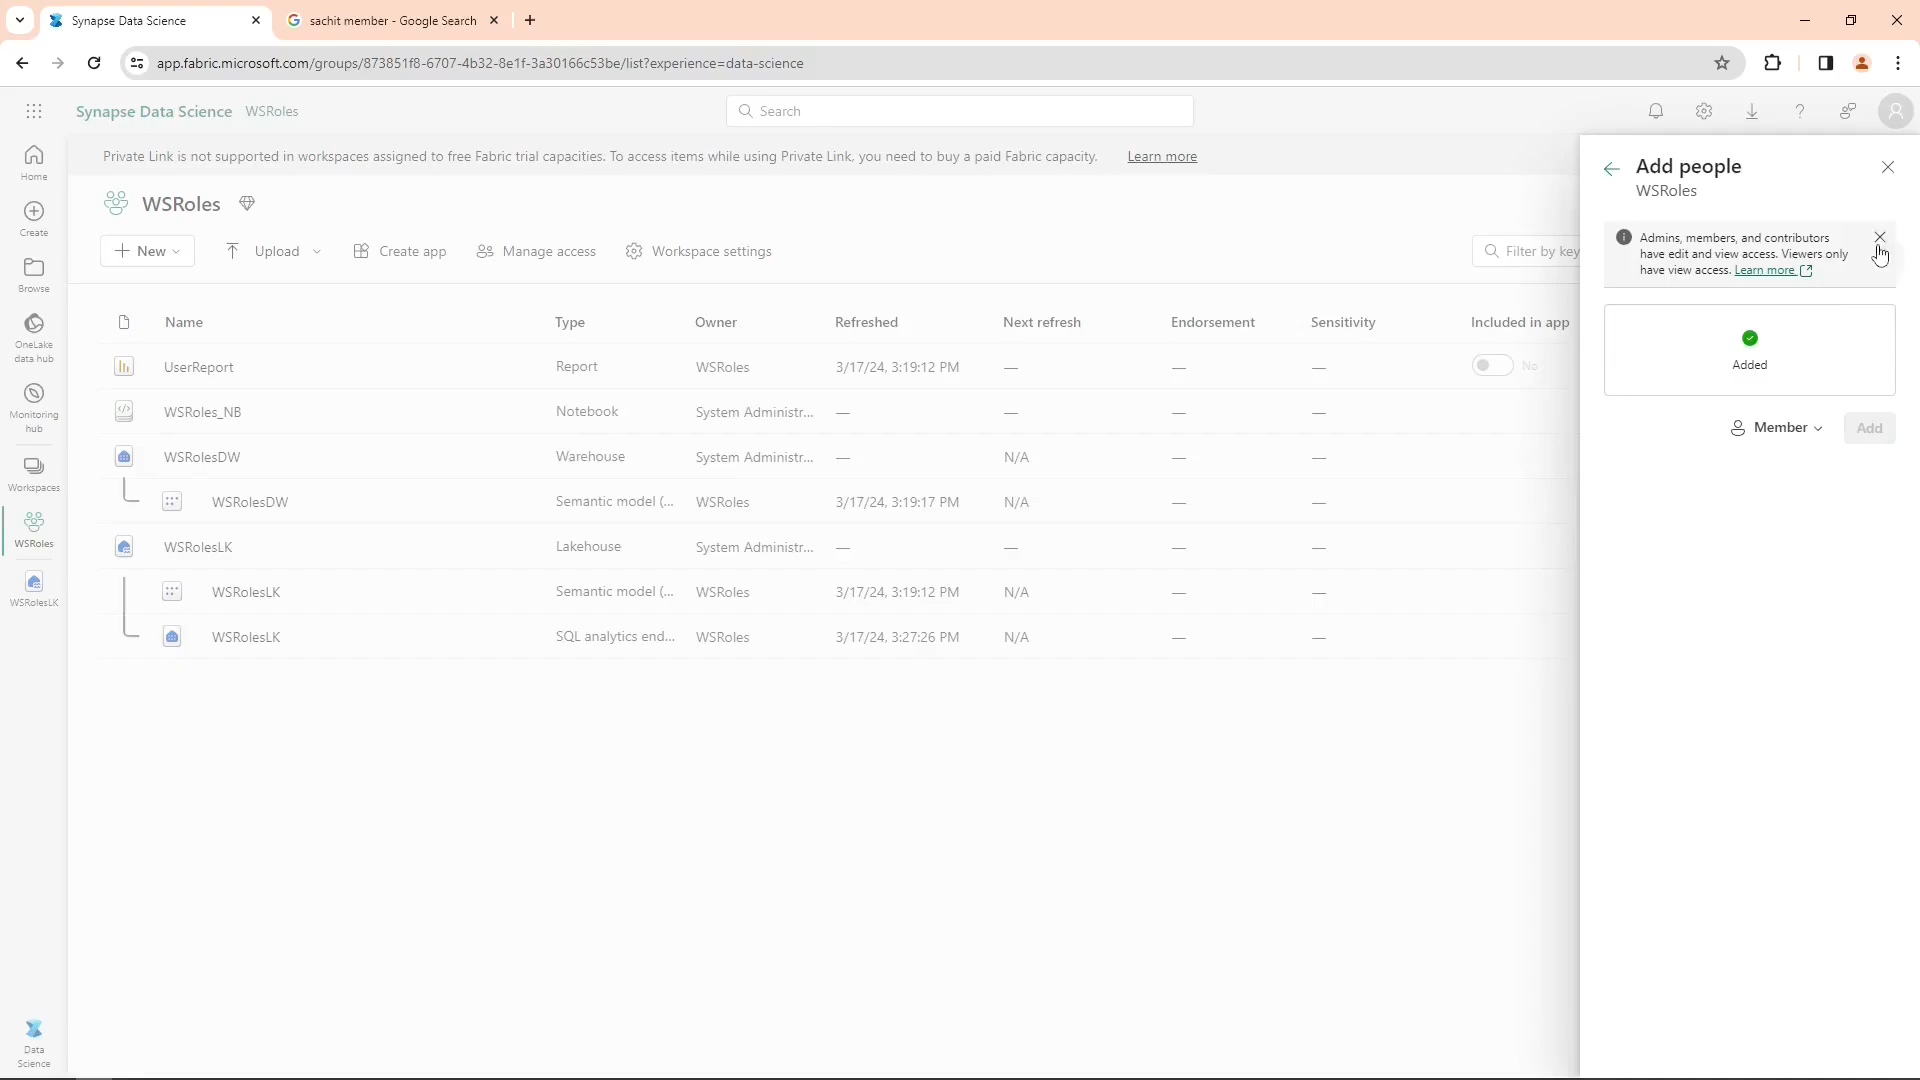 Synapse Data Science
sachit member - Google Search
app.fabric.microsoft.com/groups/873851f8-6707-4b32-8e1f-3a30166c53be/list?experience=data-science
Synapse Data Science WSRoles
Search
Home
Create
Browse
OneLake
data hub
Monitoring
hub
Workspaces
WSRoles
WSRolesLK
Data
Science
Private Link is not supported in workspaces assigned to free Fabric trial capacities. To access items while using Private Link, you need to buy a paid Fabric capacity. Learn more
WSRoles
New Upload Create app Manage access Workspace settings Filter by key
Name Type Owner Refreshed Next refresh Endorsement Sensitivity Included in app
UserReport Report WSRoles 3/17/24, 3:19:12 PM — — — No
WSRoles_NB Notebook System Administr... — — — —
WSRolesDW Warehouse System Administr... — N/A — —
WSRolesDW Semantic model (... WSRoles 3/17/24, 3:19:17 PM N/A — —
WSRolesLK Lakehouse System Administr... — — — —
WSRolesLK Semantic model (... WSRoles 3/17/24, 3:19:12 PM N/A — —
WSRolesLK SQL analytics end... WSRoles 3/17/24, 3:27:26 PM N/A — —
Add people
WSRoles
Admins, members, and contributors
have edit and view access. Viewers only
have view access. Learn more
Added
Member Add